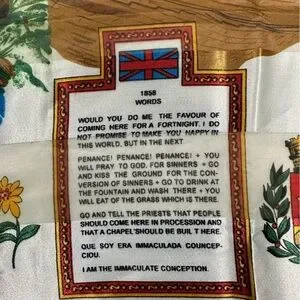 1858
WORDS
WOULD YOU DO ME THE FAVOUR OF
COMING HERE FOR A FORTNIGHT. I DO
NOT PROMISE TO MAKE YOU HAPPY IN
THIS WORLD, BUT IN THE NEXT
PENANCE! PENANCE! PENANCE! + YOU
WILL PRAY TO GOD, FOR SINNERS + GO
AND KISS THE GROUND FOR THE CON-
VERSION OF SINNERS + GO TO DRINK AT
THE FOUNTAIN AND WASH THERE + YOU
WILL EAT OF THE GRASS WHICH IS THERE.
GO AND TELL THE PRIESTS THAT PEOPLE
SHOULD COME HERE IN PROCESSION AND
THAT A CHAPEL'SHOULD BE BUIL T HERE.
QUE SOY ERA IMMACULADA COUNCEP-
CIOU.
I AM THE IMMACULATE CONCEPTION.